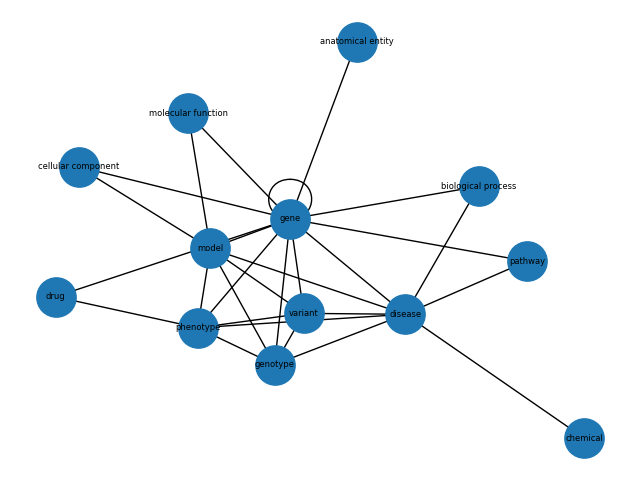 anatomical entity
molecular function
cellular component
biological process
gene
model
pathway
drug
variant
disease
phenotype
genotype
chemical